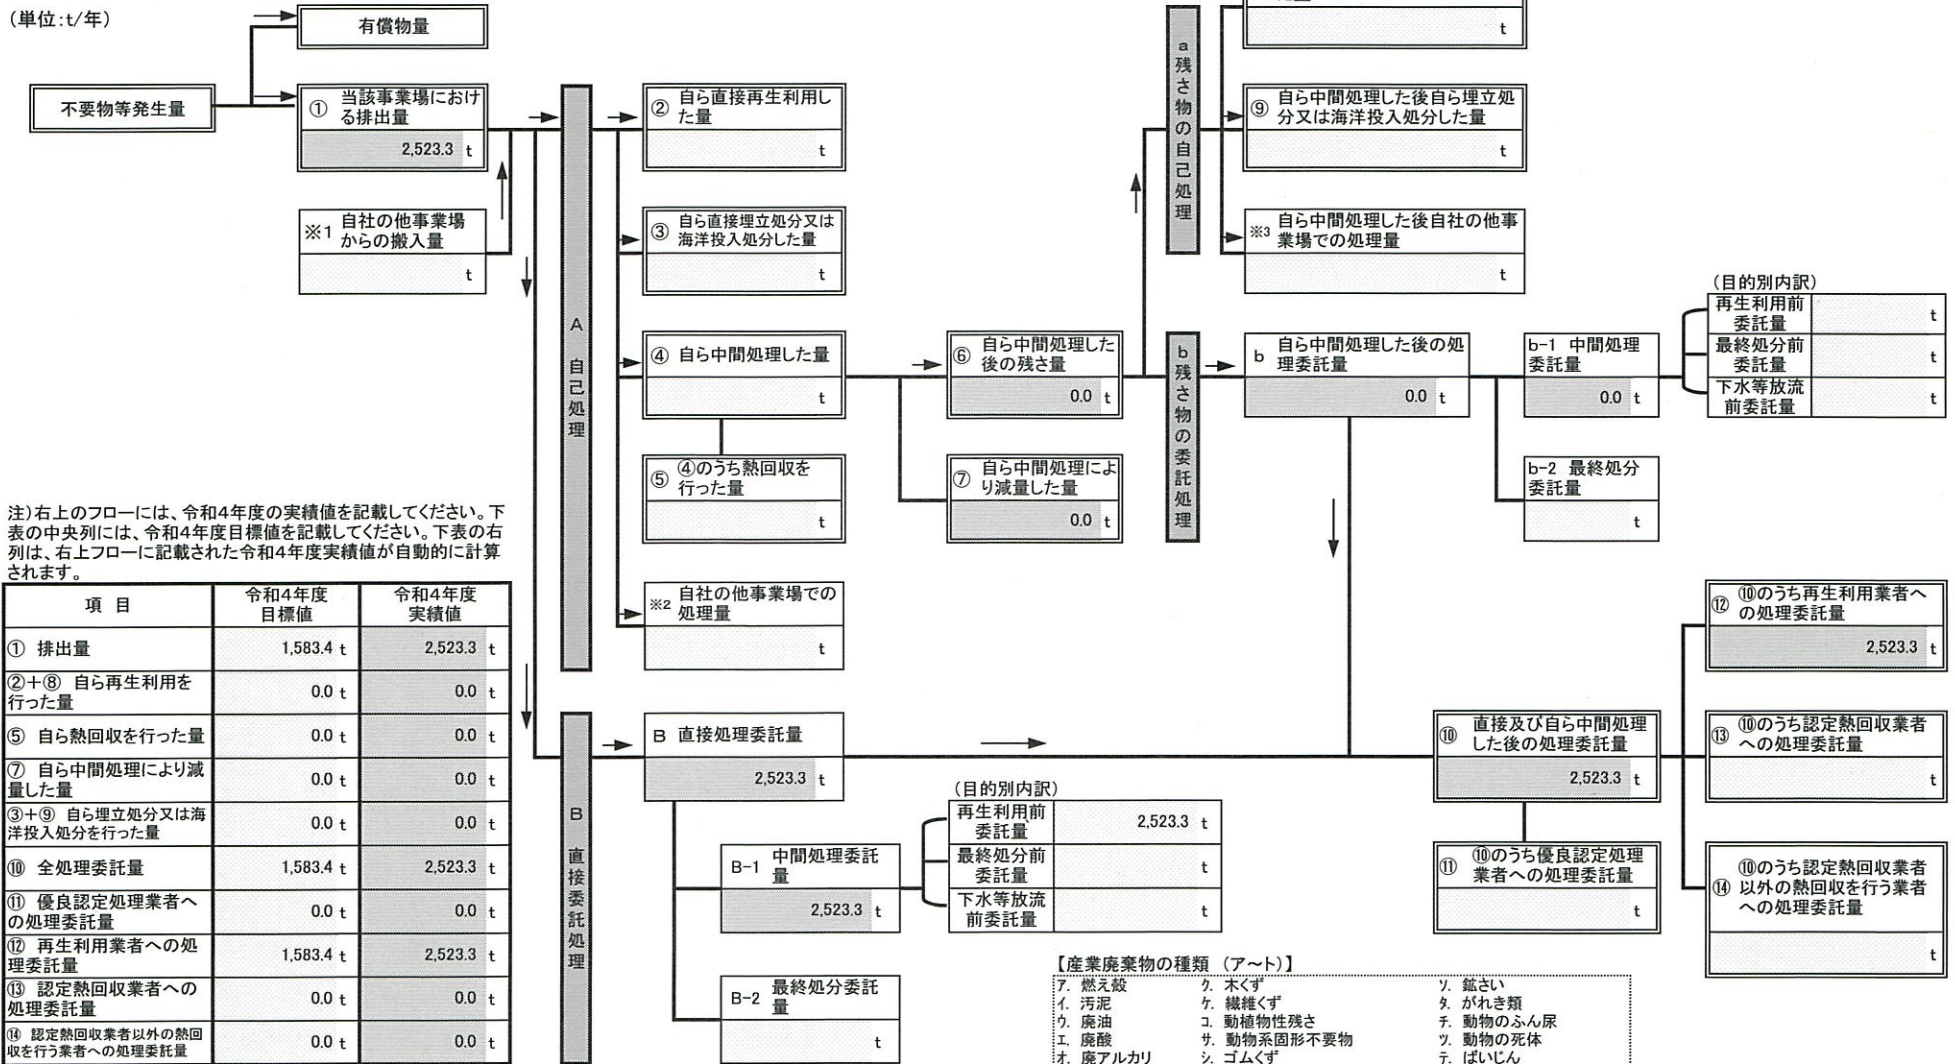 (単位:t/年)
有償物量
不要物等発生量
① 当該事業場におけ
る排出量
2,523.3 t
※1 自社の他事業場
からの搬入量
t
A 自己処理
② 自ら直接再生利用し
た量
t
③ 自ら直接埋立処分又は
海洋投入処分した量
t
④ 自ら中間処理した量
t
⑤ ④のうち熱回収を
行った量
t
※2 自社の他事業場での
処理量
t
⑥ 自ら中間処理した
後の残さ量
0.0 t
⑦ 自ら中間処理によ
り減量した量
0.0 t
a 残さ物の自己処理
t
⑨ 自ら中間処理した後自ら埋立処
分又は海洋投入処分した量
t
※3 自ら中間処理した後自社の他事
業場での処理量
t
b 残さ物の委託処理
b 自ら中間処理した後の処
理委託量
0.0 t
b-1 中間処理
委託量
0.0 t
(目的別内訳)
再生利用前
委託量 t
最終処分前
委託量 t
下水等放流
前委託量 t
b-2 最終処分
委託量
t
注)右上のフローには、令和4年度の実績値を記載してください。下
表の中央列には、令和4年度目標値を記載してください。下表の右
列は、右上フローに記載された令和4年度実績値が自動的に計算
されます。
項 目 令和4年度目標値 令和4年度実績値
① 排出量 1,583.4 t 2,523.3 t
②+⑧ 自ら再生利用を
行った量 0.0 t 0.0 t
⑤ 自ら熱回収を行った量 0.0 t 0.0 t
⑦ 自ら中間処理により減
量した量 0.0 t 0.0 t
③+⑨ 自ら埋立処分又は海
洋投入処分を行った量 0.0 t 0.0 t
⑩ 全処理委託量 1,583.4 t 2,523.3 t
⑪ 優良認定処理業者へ
の処理委託量 0.0 t 0.0 t
⑫ 再生利用業者への処
理委託量 1,583.4 t 2,523.3 t
⑬ 認定熱回収業者への
処理委託量 0.0 t 0.0 t
⑭ 認定熱回収業者以外の熱回
収を行う業者への処理委託量 0.0 t 0.0 t
B 直接委託処理
B 直接処理委託量
2,523.3 t
B-1 中間処理委託
量
2,523.3 t
(目的別内訳)
再生利用前
委託量 2,523.3 t
最終処分前
委託量 t
下水等放流
前委託量 t
B-2 最終処分委託
量
t
⑩ 直接及び自ら中間処理
した後の処理委託量
2,523.3 t
⑪ ⑩のうち優良認定処理
業者への処理委託量
t
⑫ ⑩のうち再生利用業者へ
の処理委託量
2,523.3 t
⑬ ⑩のうち認定熱回収業者
への処理委託量
t
⑭ ⑩のうち認定熱回収業者
以外の熱回収を行う業者
への処理委託量
t
【産業廃棄物の種類 (ア～ト)】
ア. 燃え殻 ク. 木くず ソ. 鉱さい
イ. 汚泥 ケ. 繊維くず タ. がれき類
ウ. 廃油 コ. 動植物性残さ チ. 動物のふん尿
エ. 廃酸 サ. 動物系固形不要物 ツ. 動物の死体
オ. 廃アルカリ シ. ゴムくず テ. ばいじん